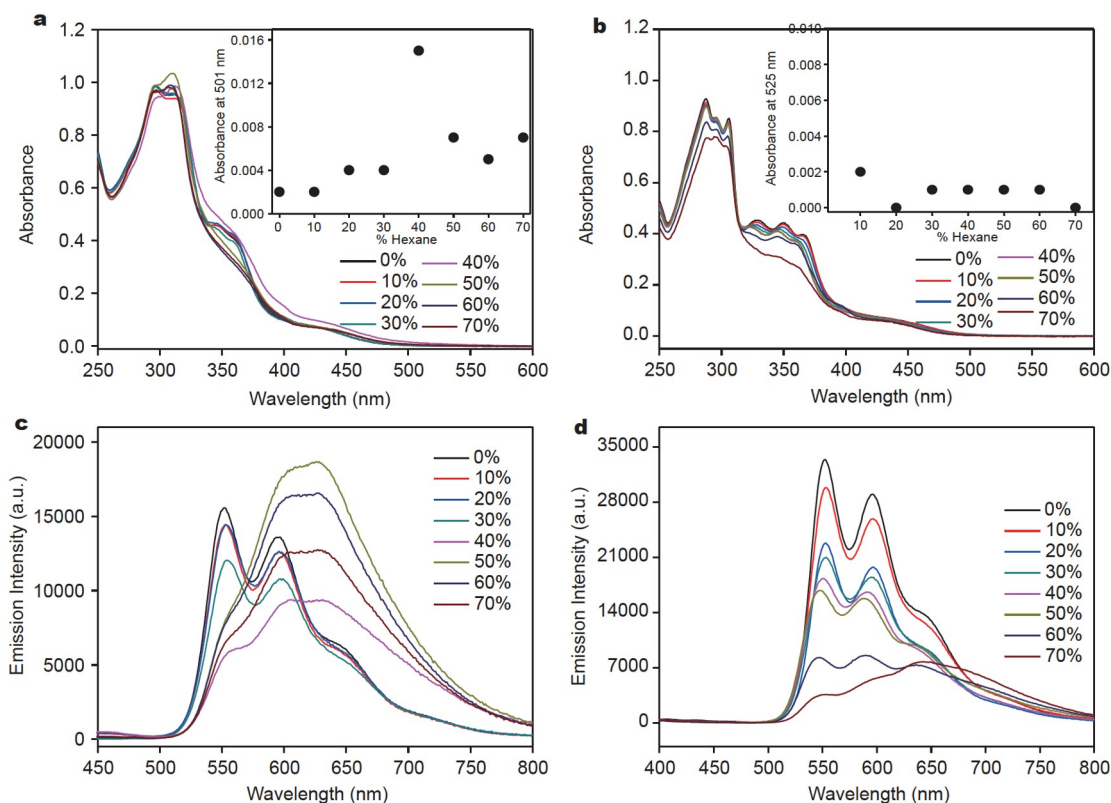 a
1.2
1.0
0.8
0.6
0.4
0.2
0.0
Absorbance
250 300 350 400 450 500 550 600
Wavelength (nm)
0.016
0.012
0.008
0.004
0.000
Absorbance at 501 nm
0 10 20 30 40 50 60 70
% Hexane
0% 40%
10% 50%
20% 60%
30% 70%
b
1.2
1.0
0.8
0.6
0.4
0.2
0.0
Absorbance
250 300 350 400 450 500 550 600
Wavelength (nm)
0.010
0.008
0.006
0.004
0.002
0.000
Absorbance at 525 nm
10 20 30 40 50 60 70
% Hexane
0% 40%
10% 50%
20% 60%
30% 70%
c
20000
15000
10000
5000
0
Emission Intensity (a.u.)
450 500 550 600 650 700 750 800
Wavelength (nm)
0%
10%
20%
30%
40%
50%
60%
70%
d
35000
28000
21000
14000
7000
0
Emission Intensity (a.u.)
400 450 500 550 600 650 700 750 800
Wavelength (nm)
0%
10%
20%
30%
40%
50%
60%
70%